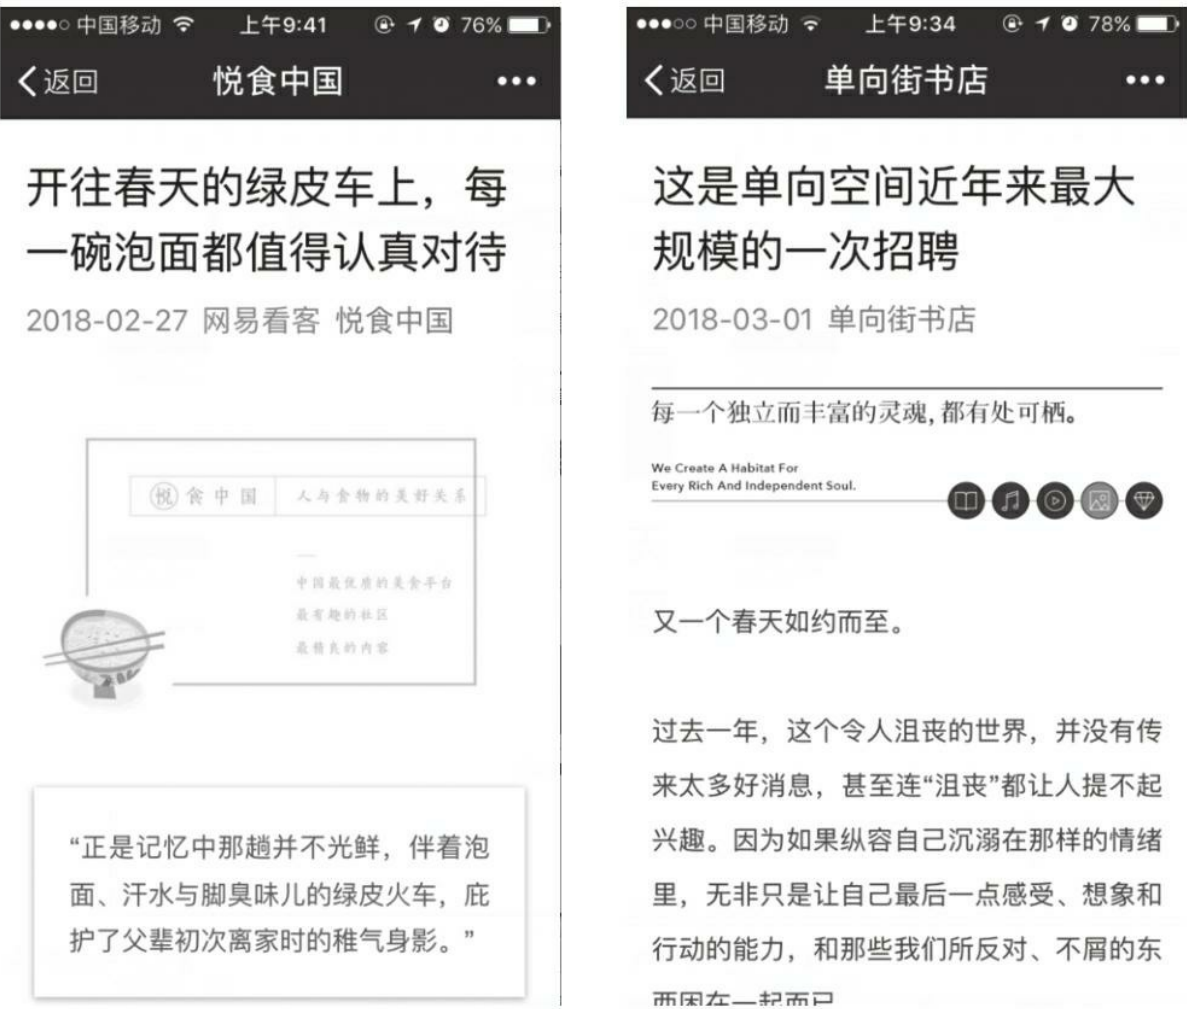 中国移动 上午9:41 76%
返回 悦食中国
开往春天的绿皮车上，每
一碗泡面都值得认真对待
2018-02-27 网易看客 悦食中国
悦食中国 人与食物的美好关系
中国最优质的美食平台
最有趣的社区
最精良的内容
“正是记忆中那趟并不光鲜，伴着泡
面、汗水与脚臭味儿的绿皮火车，庇
护了父辈初次离家时的稚气身影。”
中国移动 上午9:34 78%
返回 单向街书店
这是单向空间近年来最大
规模的一次招聘
2018-03-01 单向街书店
每一个独立而丰富的灵魂,都有处可栖。
We Create A Habitat For
Every Rich And Independent Soul.
又一个春天如约而至。
过去一年，这个令人沮丧的世界，并没有传
来太多好消息，甚至连“沮丧”都让人提不起
兴趣。因为如果纵容自己沉溺在那样的情绪
里，无非只是让自己最后一点感受、想象和
行动的能力，和那些我们所反对、不屑的东
西困在一起而已